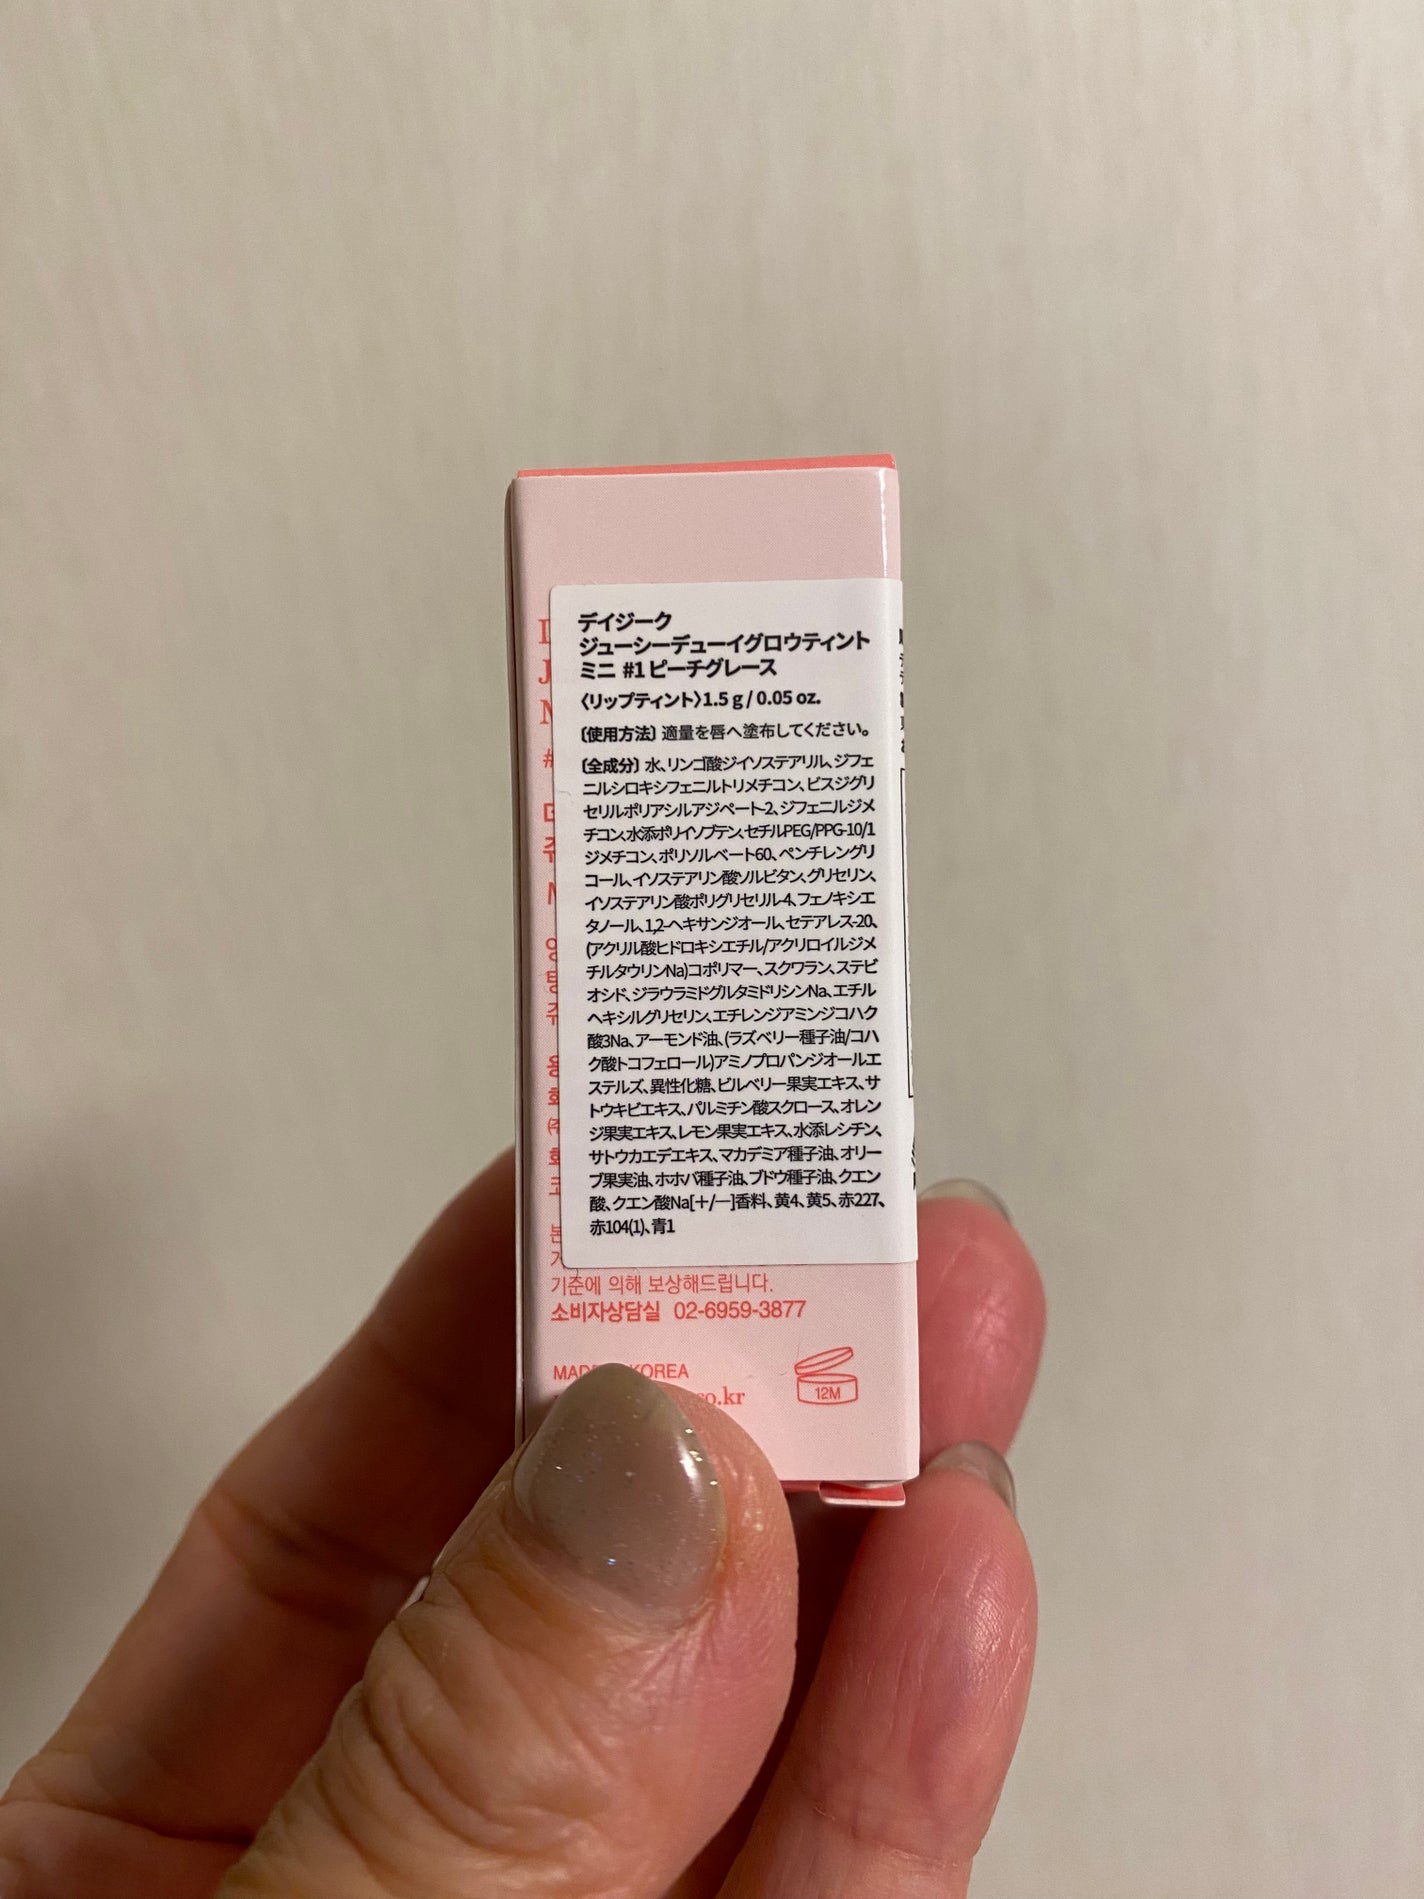 デイジーク
ジューシーデューイグロウティント
ミニ #1 ピーチグレース
〈リップティント〉1.5 g / 0.05 oz.
〔使用方法〕適量を唇へ塗布してください。
〔全成分〕水、リンゴ酸ジイソステアリル、ジフェ
ニルシロキシフェニルトリメチコン、ビスジグリ
セリルポリアシルアジペート-2、ジフェニルジメ
チコン、水添ポリイソブテン、セチルPEG/PPG-10/1
ジメチコン、ポリソルベート60、ペンチレングリ
コール、イソステアリン酸ソルビタン、グリセリン、
イソステアリン酸ポリグリセリル-4、フェノキシエ
タノール、1,2-ヘキサンジオール、セテアレス-20、
(アクリル酸ヒドロキシエチル/アクリロイルジメ
チルタウリンNa)コポリマー、スクワラン、ステビ
オシド、ジラウラミドグルタミドリシンNa、エチル
ヘキシルグリセリン、エチレンジアミンジコハク
酸3Na、アーモンド油、(ラズベリー種子油/コハ
ク酸トコフェロール)アミノプロパンジオールエ
ステルズ、異性化糖、ビルベリー果実エキス、サ
トウキビエキス、パルミチン酸スクロース、オレン
ジ果実エキス、レモン果実エキス、水添レシチン、
サトウカエデエキス、マカデミア種子油、オリー
ブ果実油、ホホバ種子油、ブドウ種子油、クエン
酸、クエン酸Na[＋/―]香料、黄4、黄5、赤227、
赤104(1)、青1
기준에 의해 보상해드립니다.
소비자상담실 02-6959-3877
KOREA
12M